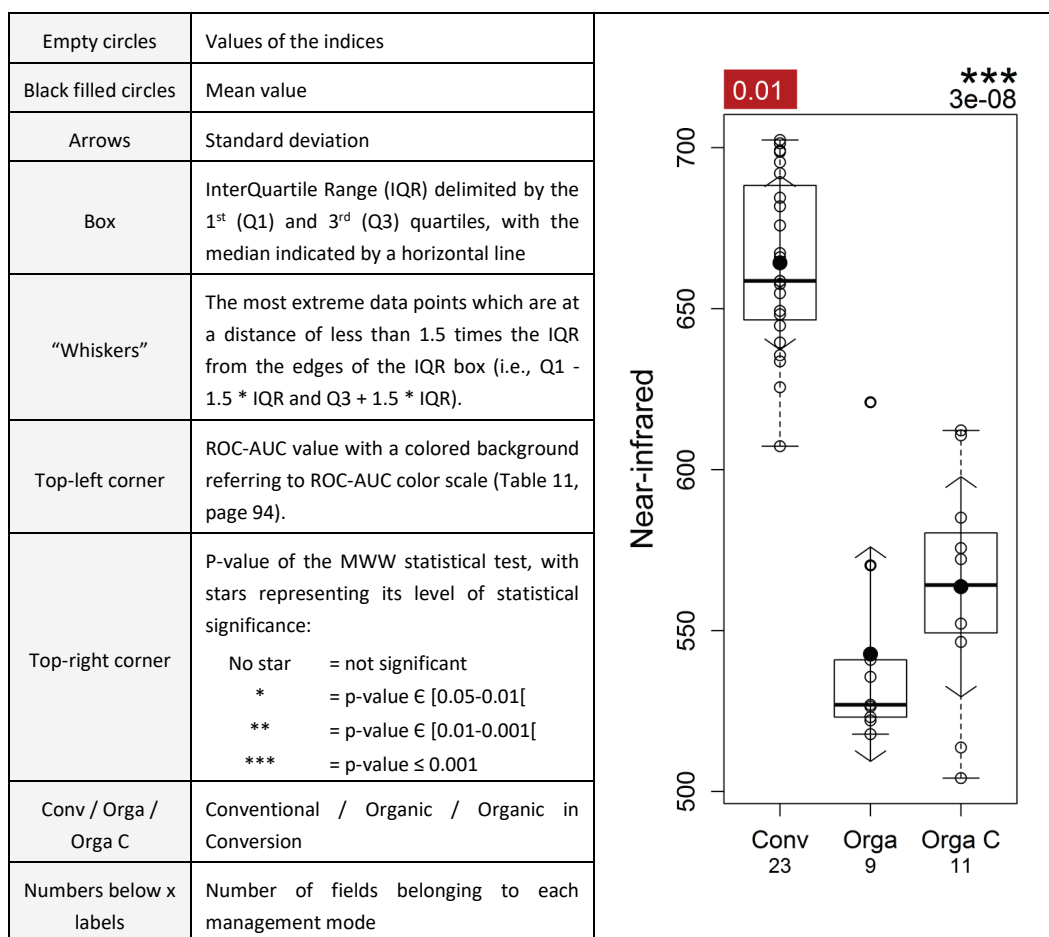 Empty circles
Values of the indices
Black filled circles
Mean value
Arrows
Standard deviation
Box
InterQuartile Range (IQR) delimited by the
1st (Q1) and 3rd (Q3) quartiles, with the
median indicated by a horizontal line
“Whiskers”
The most extreme data points which are at
a distance of less than 1.5 times the IQR
from the edges of the IQR box (i.e., Q1 -
1.5 * IQR and Q3 + 1.5 * IQR).
Top-left corner
ROC-AUC value with a colored background
referring to ROC-AUC color scale (Table 11,
page 94).
Top-right corner
P-value of the MWW statistical test, with
stars representing its level of statistical
significance:
No star = not significant
* = p-value Є [0.05-0.01[
** = p-value Є [0.01-0.001[
*** = p-value ≤ 0.001
Conv / Orga /
Orga C
Conventional / Organic / Organic in
Conversion
Numbers below x
labels
Number of fields belonging to each
management mode
0.01
***
3e-08
Near-infrared
700
650
600
550
500
Conv Orga Orga C
23 9 11